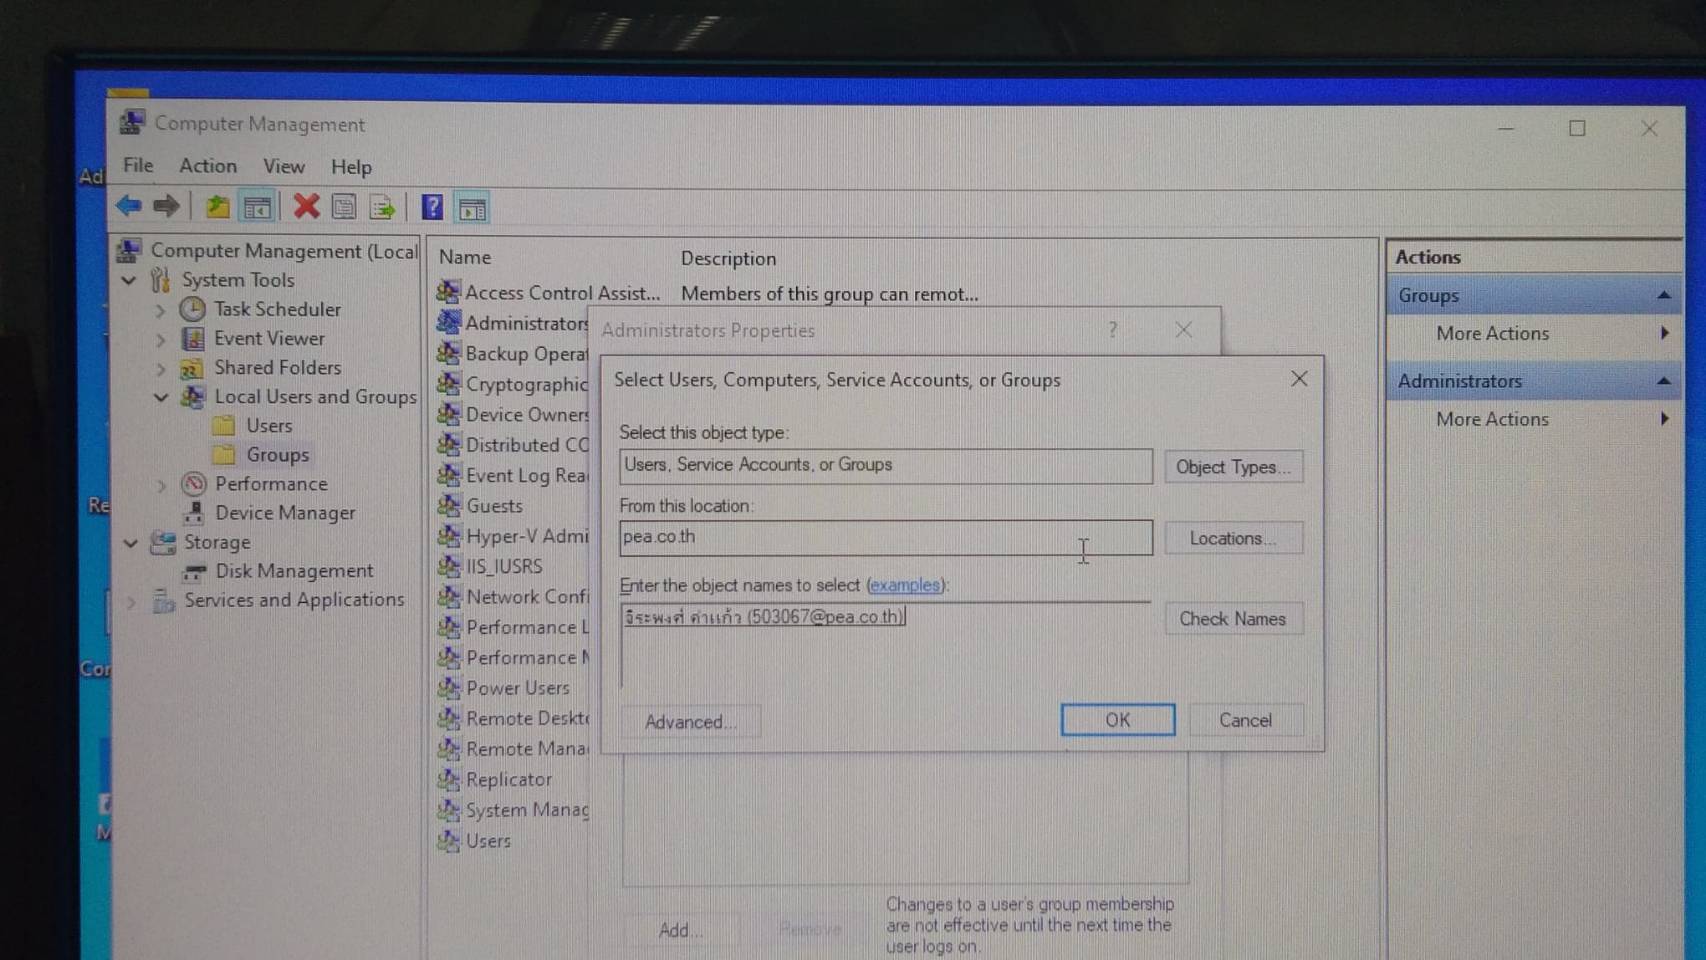 Computer Management
File Action View Help
Computer Management (Local
System Tools
Task Scheduler
Event Viewer
Shared Folders
Local Users and Groups
Users
Groups
Performance
Device Manager
Storage
Disk Management
Services and Applications
Name Description
Access Control Assist... Members of this group can remot...
Administrators
Backup Opera
Cryptographic
Device Owners
Distributed CO
Event Log Rea
Guests
Hyper-V Admi
IIS_IUSRS
Network Confi
Performance L
Performance M
Power Users
Remote Deskto
Remote Mana
Replicator
System Manag
Users
Administrators Properties
Select Users, Computers, Service Accounts, or Groups
Select this object type:
Users, Service Accounts, or Groups
Object Types...
From this location:
pea.co.th
Locations...
Enter the object names to select (examples):
จิระพงศ์ คำแก้ว (503067@pea.co.th)
Check Names
Advanced...
OK
Cancel
Add...
Remove
Changes to a user's group membership
are not effective until the next time the
user logs on.
Actions
Groups
More Actions
Administrators
More Actions
Ad
Re
Cor
M